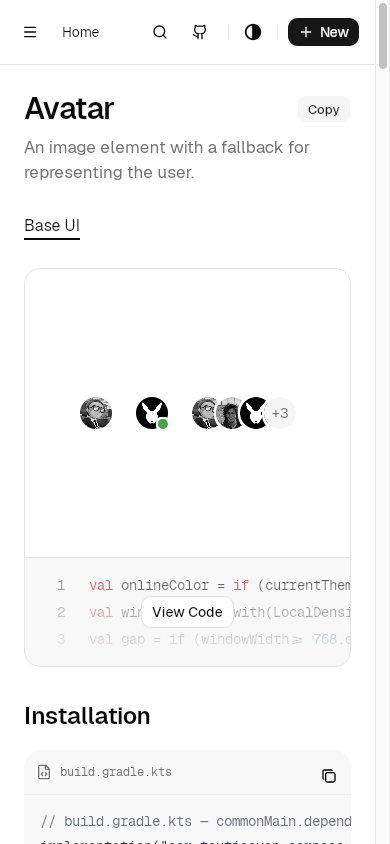 Home
New
Avatar
Copy
An image element with a fallback for
representing the user.
Base UI
+3
1 val onlineColor = if (currentThem
2 val win with(LocalDensi
View Code
3 val gap = if (windowWidth >= 768.d
Installation
build.gradle.kts
// build.gradle.kts — commonMain.depend